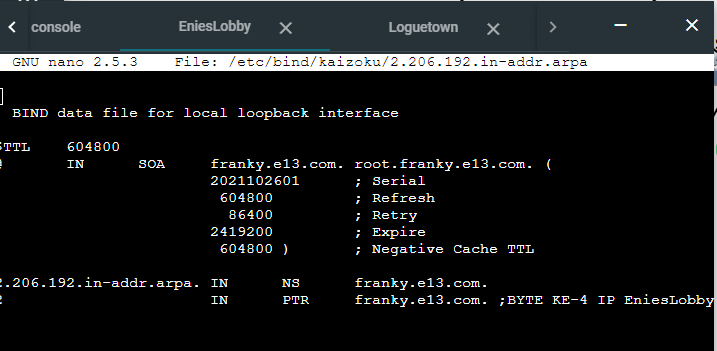 console EniesLobby Loguetown
GNU nano 2.5.3 File: /etc/bind/kaizoku/2.206.192.in-addr.arpa
BIND data file for local loopback interface
$TTL 604800
@ IN SOA franky.e13.com. root.franky.e13.com. (
2021102601 ; Serial
604800 ; Refresh
86400 ; Retry
2419200 ; Expire
604800 ) ; Negative Cache TTL
2.206.192.in-addr.arpa. IN NS franky.e13.com.
2 IN PTR franky.e13.com. ;BYTE KE-4 IP EniesLobby